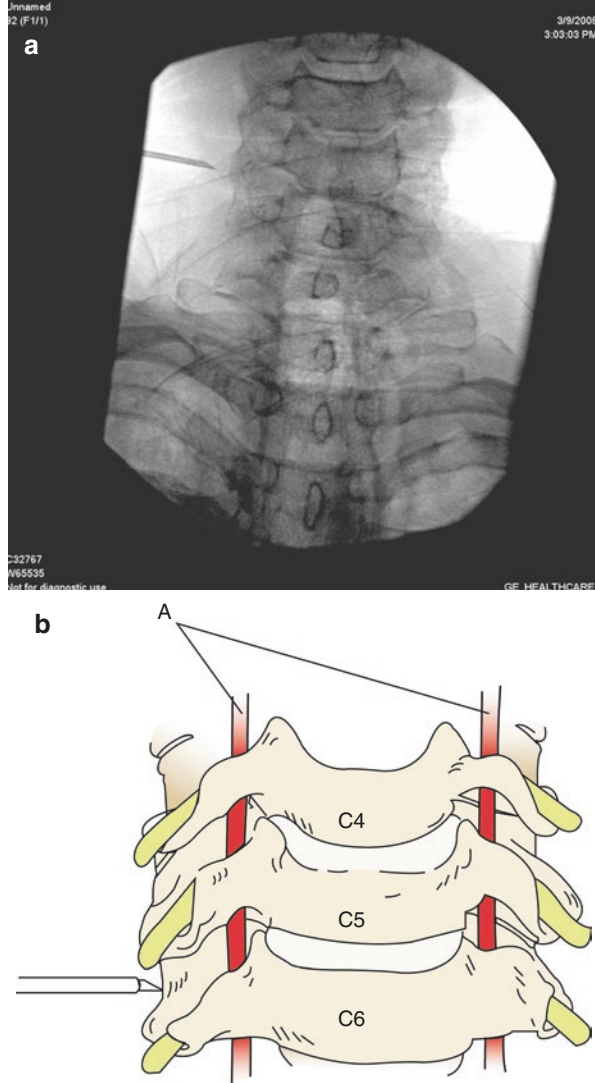 Unnamed
92 (F1/1)
3/9/2008
3:03:03 PM
a
C32767
W65535
Not for diagnostic use
GE HEALTHCARE
b
A
C4
C5
C6